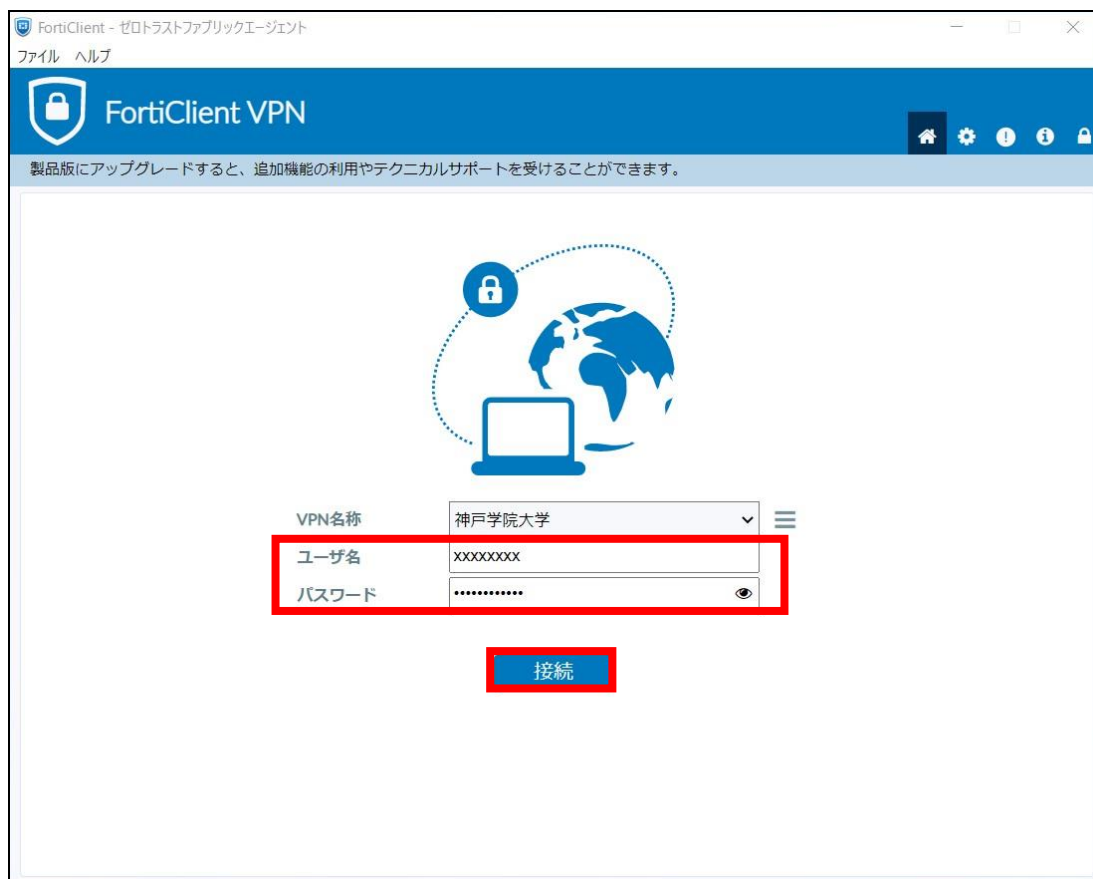 FortiClient - ゼロトラストファブリックエージェント
ファイル ヘルプ
FortiClient VPN
製品版にアップグレードすると、追加機能の利用やテクニカルサポートを受けることができます。
VPN名称 神戸学院大学
ユーザ名 xxxxxxxx
パスワード ••••••••••••
接続